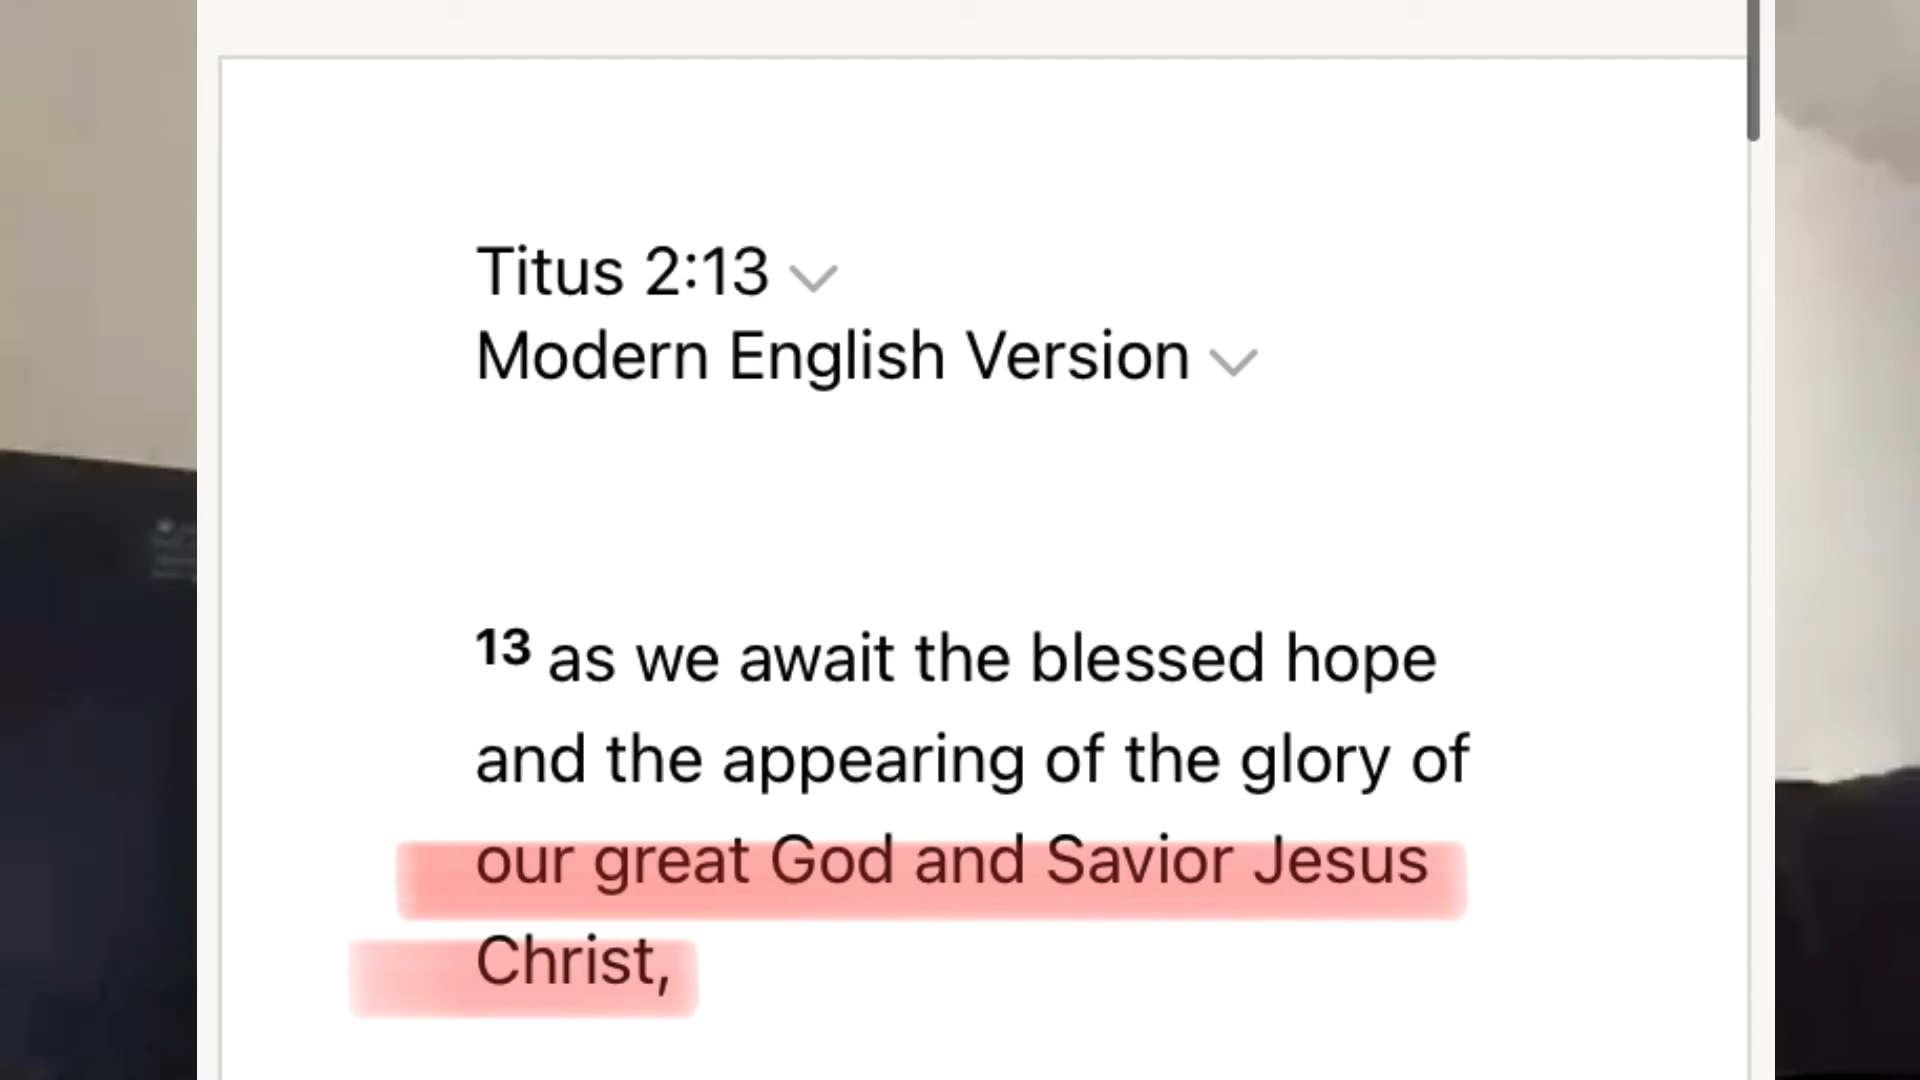 Titus 2:13
Modern English Version
13 as we await the blessed hope
and the appearing of the glory of
our great God and Savior Jesus
Christ,